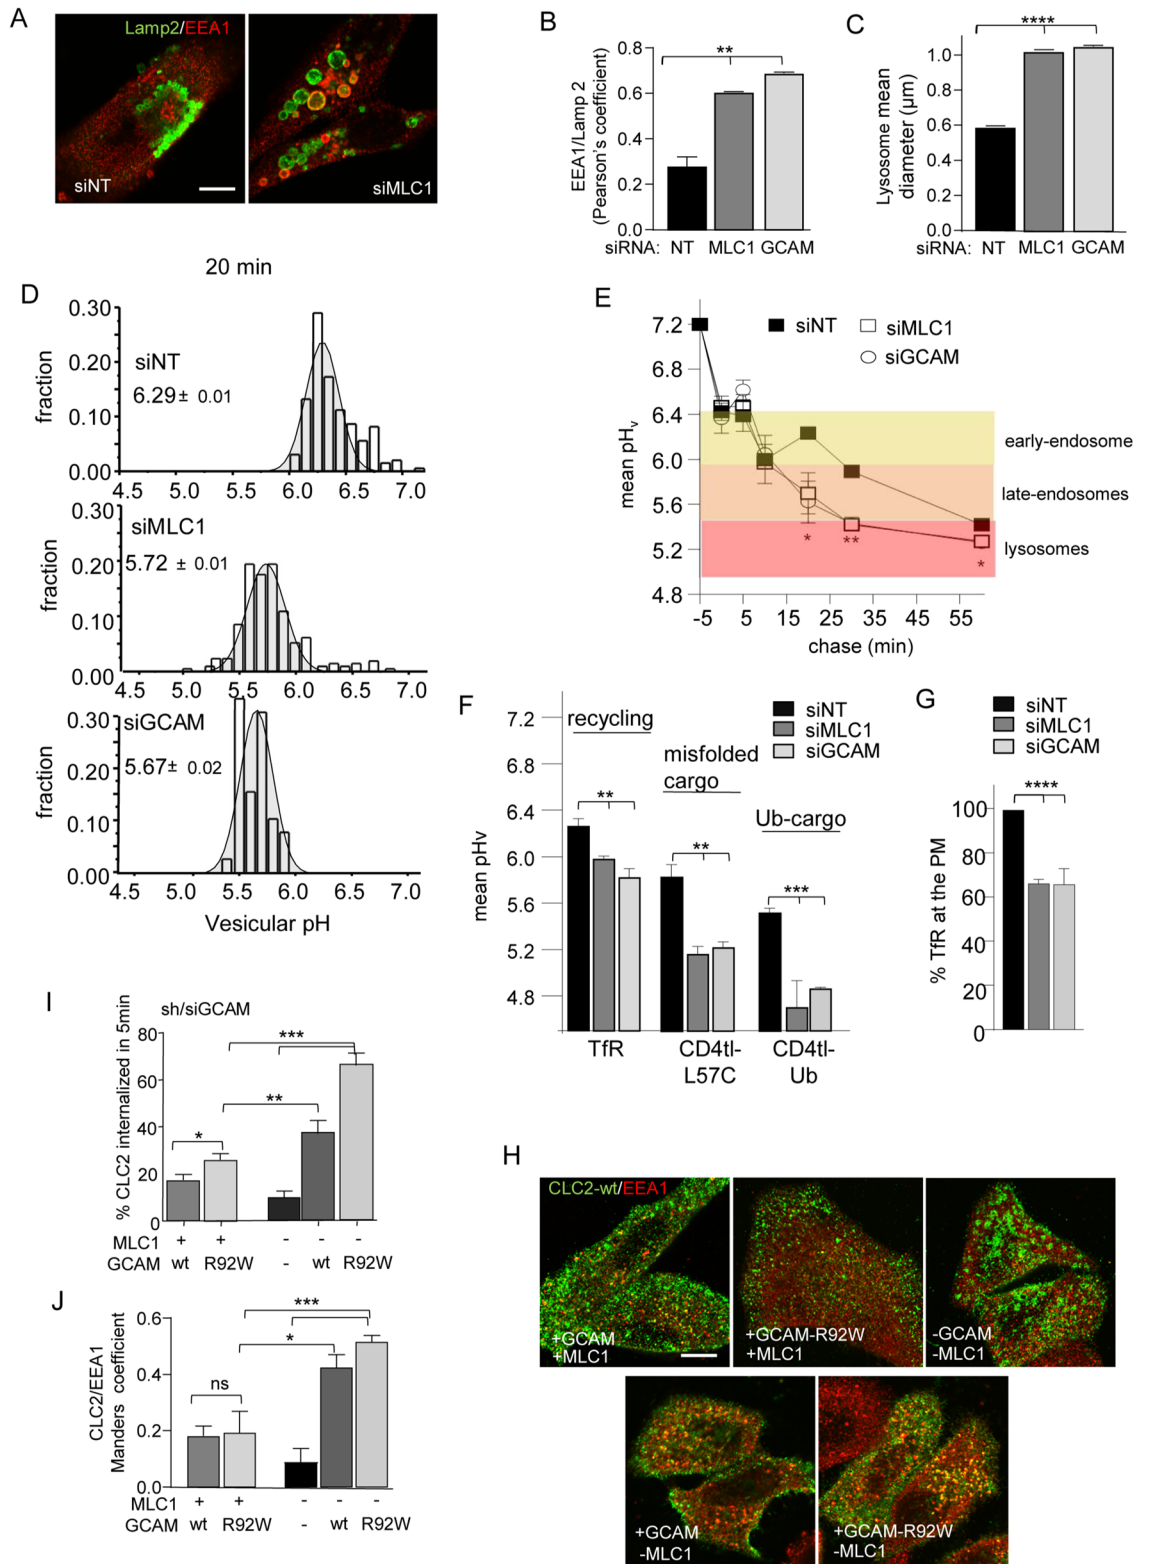 A
Lamp2/EEA1
siNT
siMLC1
B
EEA1/Lamp 2
(Pearson's coefficient)
0.8
0.6
0.4
0.2
0.0
**
siRNA: NT MLC1 GCAM
C
Lysosome mean
diameter (µm)
1.0
0.8
0.6
0.4
0.2
0.0
****
siRNA: NT MLC1 GCAM
20 min
D
fraction
0.30
0.20
0.10
0.00
siNT
6.29± 0.01
4.5 5.0 5.5 6.0 6.5 7.0
fraction
0.30
0.20
0.10
0.00
siMLC1
5.72 ± 0.01
4.5 5.0 5.5 6.0 6.5 7.0
fraction
0.30
0.20
0.10
0.00
siGCAM
5.67± 0.02
4.5 5.0 5.5 6.0 6.5 7.0
Vesicular pH
E
siNT siMLC1
siGCAM
mean pHv
7.2
6.8
6.4
6.0
5.6
5.2
4.8
early-endosome
late-endosomes
lysosomes
* ** *
-5 5 15 25 35 45 55
chase (min)
F
siNT
siMLC1
siGCAM
mean pHv
7.2
6.8
6.4
6.0
5.6
5.2
4.8
recycling
misfolded
cargo
Ub-cargo
**
**
***
TfR CD4tl- CD4tl-
L57C Ub
G
siNT
siMLC1
siGCAM
****
% TfR at the PM
100
80
60
40
20
0
I
sh/siGCAM
% CLC2 internalized in 5min
80
60
40
20
0
***
**
*
MLC1 + + - - -
GCAM wt R92W - wt R92W
J
CLC2/EEA1
Manders coefficient
0.6
0.4
0.2
0.0
***
*
ns
MLC1 + + - - -
GCAM wt R92W - wt R92W
H
CLC2-wt/EEA1
+GCAM
+MLC1
+GCAM-R92W
+MLC1
-GCAM
-MLC1
+GCAM
-MLC1
+GCAM-R92W
-MLC1